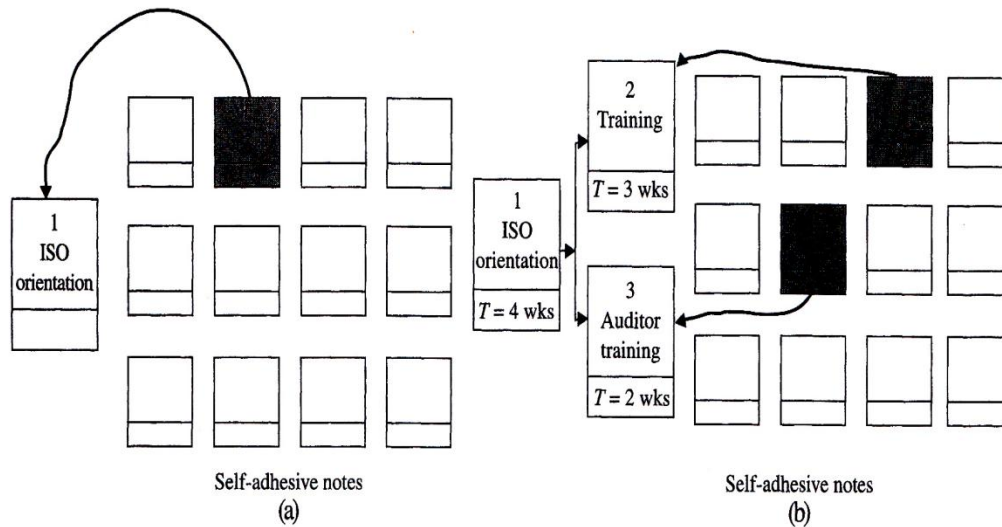 1
ISO
orientation
Self-adhesive notes
(a)
2
Training
T = 3 wks
1
ISO
orientation
T = 4 wks
3
Auditor
training
T = 2 wks
Self-adhesive notes
(b)